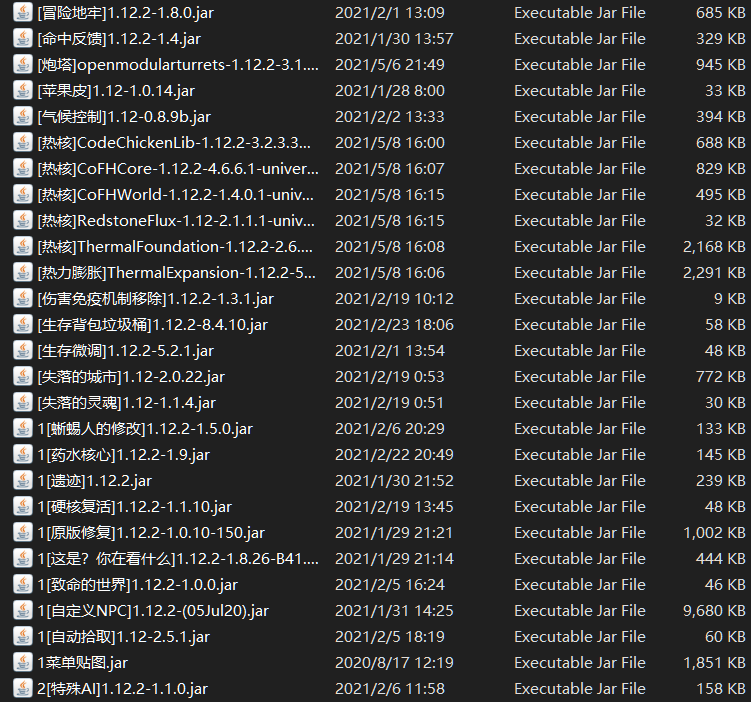 [冒险地牢]1.12.2-1.8.0.jar 2021/2/1 13:09 Executable Jar File 685 KB
[命中反馈]1.12.2-1.4.jar 2021/1/30 13:57 Executable Jar File 329 KB
[炮塔]openmodularturrets-1.12.2-3.1.... 2021/5/6 21:49 Executable Jar File 945 KB
[苹果皮]1.12-1.0.14.jar 2021/1/28 8:00 Executable Jar File 33 KB
[气候控制]1.12-0.8.9b.jar 2021/2/2 13:33 Executable Jar File 394 KB
[热核]CodeChickenLib-1.12.2-3.2.3.3... 2021/5/8 16:00 Executable Jar File 688 KB
[热核]CoFHCore-1.12.2-4.6.6.1-univer... 2021/5/8 16:07 Executable Jar File 829 KB
[热核]CoFHWorld-1.12.2-1.4.0.1-univ... 2021/5/8 16:15 Executable Jar File 495 KB
[热核]RedstoneFlux-1.12-2.1.1.1-univ... 2021/5/8 16:15 Executable Jar File 32 KB
[热核]ThermalFoundation-1.12.2-2.6.... 2021/5/8 16:08 Executable Jar File 2,168 KB
[热力膨胀]ThermalExpansion-1.12.2-5... 2021/5/8 16:06 Executable Jar File 2,291 KB
[伤害免疫机制移除]1.12.2-1.3.1.jar 2021/2/19 10:12 Executable Jar File 9 KB
[生存背包垃圾桶]1.12.2-8.4.10.jar 2021/2/23 18:06 Executable Jar File 58 KB
[生存微调]1.12.2-5.2.1.jar 2021/2/1 13:54 Executable Jar File 48 KB
[失落的城市]1.12-2.0.22.jar 2021/2/19 0:53 Executable Jar File 772 KB
[失落的灵魂]1.12-1.1.4.jar 2021/2/19 0:51 Executable Jar File 30 KB
1[蜥蜴人的修改]1.12.2-1.5.0.jar 2021/2/6 20:29 Executable Jar File 133 KB
1[药水核心]1.12.2-1.9.jar 2021/2/22 20:49 Executable Jar File 145 KB
1[遗迹]1.12.2.jar 2021/1/30 21:52 Executable Jar File 239 KB
1[硬核复活]1.12.2-1.1.10.jar 2021/2/19 13:45 Executable Jar File 48 KB
1[原版修复]1.12.2-1.0.10-150.jar 2021/1/29 21:21 Executable Jar File 1,002 KB
1[这是？你在看什么]1.12.2-1.8.26-B41.... 2021/1/29 21:14 Executable Jar File 444 KB
1[致命的世界]1.12.2-1.0.0.jar 2021/2/5 16:24 Executable Jar File 46 KB
1[自定义NPC]1.12.2-(05Jul20).jar 2021/1/31 14:25 Executable Jar File 9,680 KB
1[自动拾取]1.12-2.5.1.jar 2021/2/5 18:19 Executable Jar File 60 KB
1菜单贴图.jar 2020/8/17 12:19 Executable Jar File 1,851 KB
2[特殊AI]1.12.2-1.1.0.jar 2021/2/6 11:58 Executable Jar File 158 KB